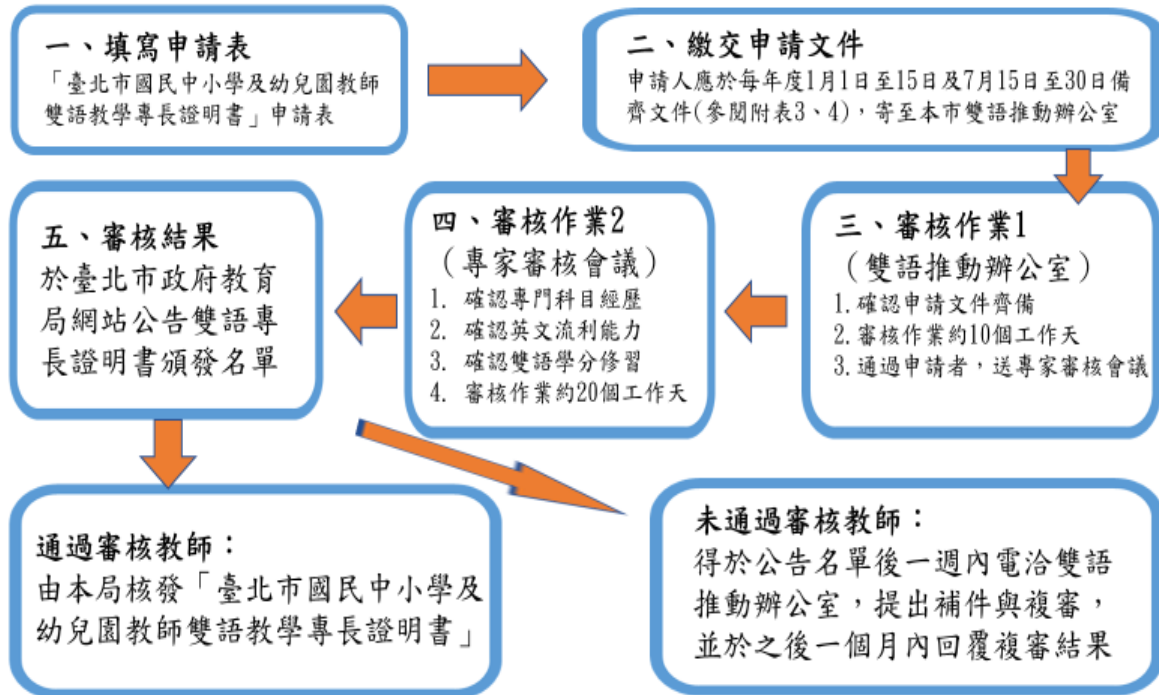 一、填寫申請表
「臺北市國民中小學及幼兒園教師
雙語教學專長證明書」申請表
二、繳交申請文件
申請人應於每年度1月1日至15日及7月15日至30日備
齊文件(參閱附表3、4)，寄至本市雙語推動辦公室
三、審核作業1
（雙語推動辦公室）
1.確認申請文件齊備
2.審核作業約10個工作天
3.通過申請者，送專家審核會議
四、審核作業2
（專家審核會議）
1. 確認專門科目經歷
2. 確認英文流利能力
3. 確認雙語學分修習
4. 審核作業約20個工作天
五、審核結果
於臺北市政府教育
局網站公告雙語專
長證明書頒發名單
通過審核教師：
由本局核發「臺北市國民中小學及
幼兒園教師雙語教學專長證明書」
未通過審核教師：
得於公告名單後一週內電洽雙語
推動辦公室，提出補件與複審，
並於之後一個月內回覆複審結果